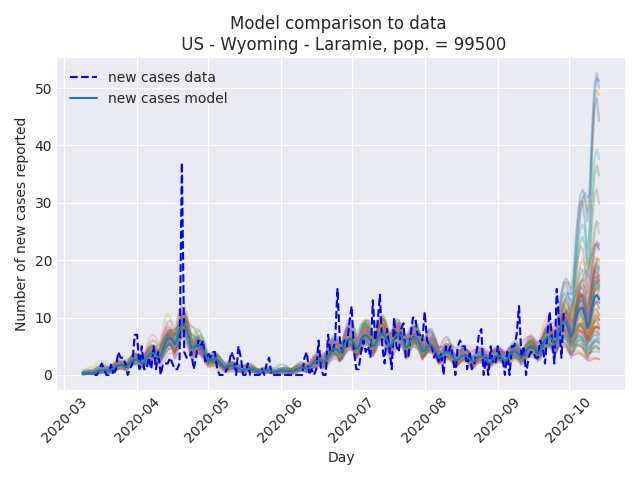 Model comparison to data
US - Wyoming - Laramie, pop. = 99500
new cases data
new cases model
Number of new cases reported
50
40
30
20
10
0
2020-03
2020-04
2020-05
2020-06
2020-07
2020-08
2020-09
2020-10
Day